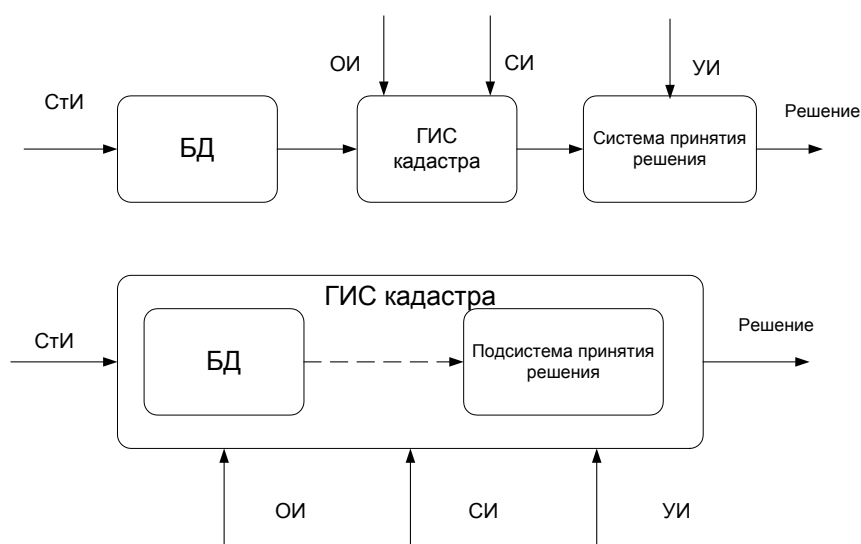 ОИ
СИ
УИ
СтИ
Решение
БД
ГИС
кадастра
Система принятия
решения
ГИС кадастра
СтИ
Решение
БД
Подсистема принятия
решения
ОИ
СИ
УИ